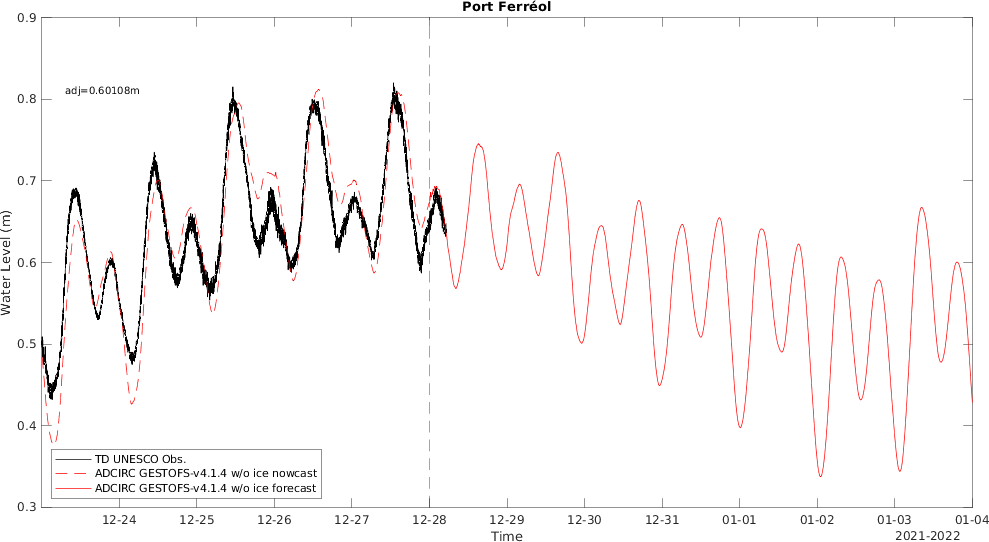 Port Ferréol
0.9
0.8
0.7
0.6
0.5
0.4
0.3
Water Level (m)
adj=0.60108m
TD UNESCO Obs.
ADCIRC GESTOFS-v4.1.4 w/o ice nowcast
ADCIRC GESTOFS-v4.1.4 w/o ice forecast
12-24 12-25 12-26 12-27 12-28 12-29 12-30 12-31 01-01 01-02 01-03 01-04
Time
2021-2022